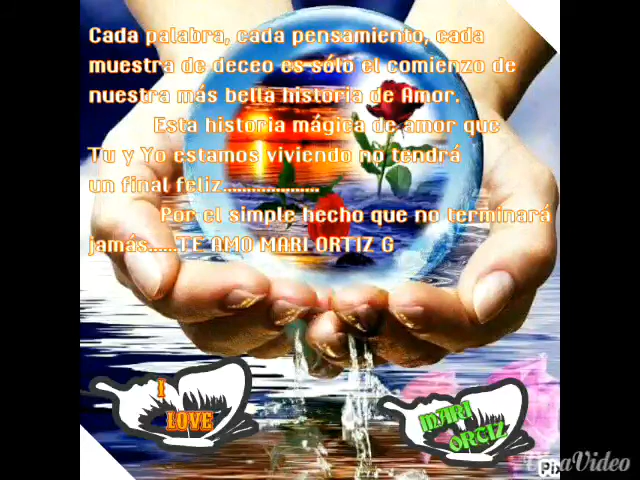 Cada palabra, cada pensamiento, cada
muestra de deceo es sólo el comienzo de
nuestra más bella historia de Amor.
Esta historia mágica de amor que
Tu y Yo estamos viviendo no tendrá
un final feliz....................
Por el simple hecho que no terminará
jamás......TE AMO MARI ORTIZ G
I
LOVE
MARI
ORTIZ
VivaVideo